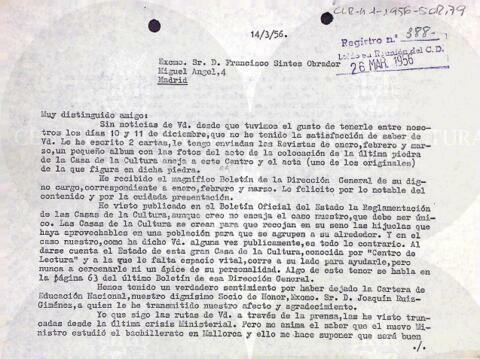 CCR-H 1-1956-SOR,79
14/3/56.
Registro n.º 388-
Leído en Reunión del C.D.
26 MAR. 1956
Excmo. Sr. D. Francisco Sintes Obrador
Miguel Angel,4
Madrid
Muy distinguido amigo:
Sin noticias de Vd. desde que tuvimos el gusto de tenerle entre noso-
tros los días 10 y 11 de diciembre,que no he tenido la satisfacción de saber de
Vd. Le he escrito 2 cartas,le tengo enviadas las Revistas de enero,febrero y mar-
so,un pequeño album con las fotos del acto de la colocación de la última piedra
de la Casa de la Cultura aneja a este Centro y el acta (uno de los originales)
de la que figura en dicha piedra.
He recibido el magnífico Boletín de la Dirección General de su dig-
no cargo,correspondiente a enero,febrero y marzo. Lo felicito por lo notable del
contenido y por la cuidada presentación.
He visto publicado en el Boletín Oficial del Estado la Reglamentación
de las Casas de la Cultura,aunque creo no encaja el caso nuestro,que debe ser
único. Las Casas de la Cultura se crean para que recojan en su seno las hijuelas que
haya aprovechables en una población para que se agrupen a su alrededor. Y en el
caso nuestro,como ha dicho Vd. alguna vez publicamente,es todo lo contrario. Al
darse cuenta el Estado de esta gran Casa de la Cultura,conocida por "Centro de
Lectura" y a la que le falta espacio vital,corre a su lado para ayudarle,pero
nunca a cercenarle ni un ápice de su personalidad. Algo de este tenor se habla en
la página 63 del último Boletín de esa Dirección General.
Hemos tenido un verdadero sentimiento por haber dejado la Cartera de
Educación Nacional,nuestro dignísimo Socio de Honor,Excmo. Sr. D. Joaquín Ruiz-
Giménez,a quien le he transmitido nuestro afecto y agradecimiento.
Yo que sigo las rutas de Vd. a través de la prensa,las he visto trun-
cadas desde la última crisis Ministerial. Pero me anima el saber que el nuevo Mi-
nistro estudió el bachillerato en Mallorca y ello me hace suponer que será buen
./.